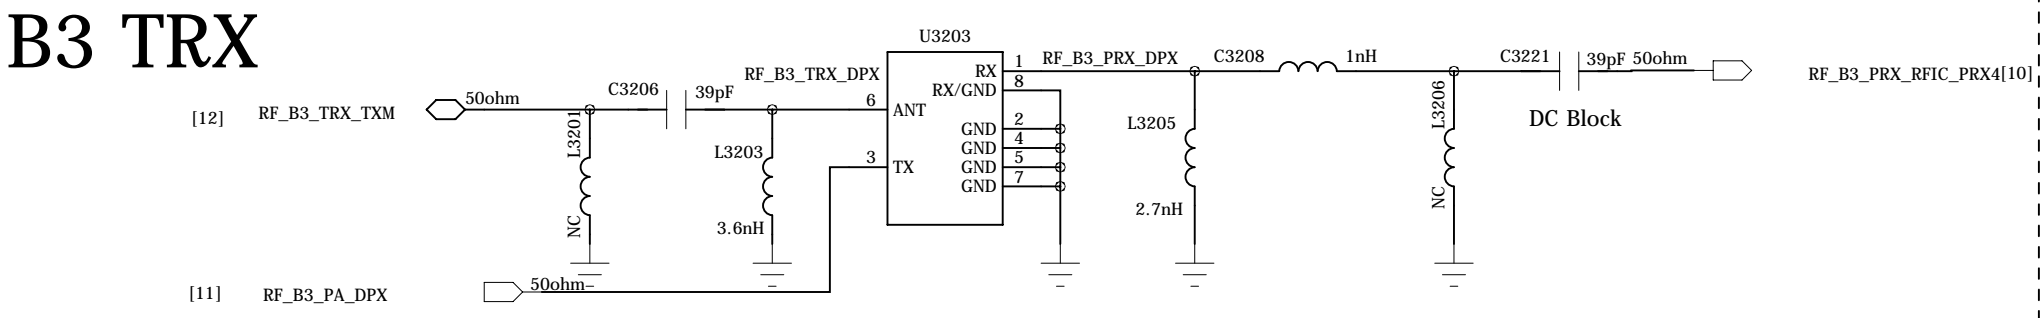 B3 TRX
U3203
RF_B3_TRX_DPX
RX
1
RF_B3_PRX_DPX
C3208
1nH
C3221
39pF
50ohm
RF_B3_PRX_RFIC_PRX4[10]
[12]
RF_B3_TRX_TXM
50ohm
C3206
39pF
6
ANT
RX/GND
8
L3201
NC
L3203
3.6nH
3
TX
GND
2
GND
4
GND
5
GND
7
L3205
2.7nH
L3206
NC
DC Block
[11]
RF_B3_PA_DPX
50ohm